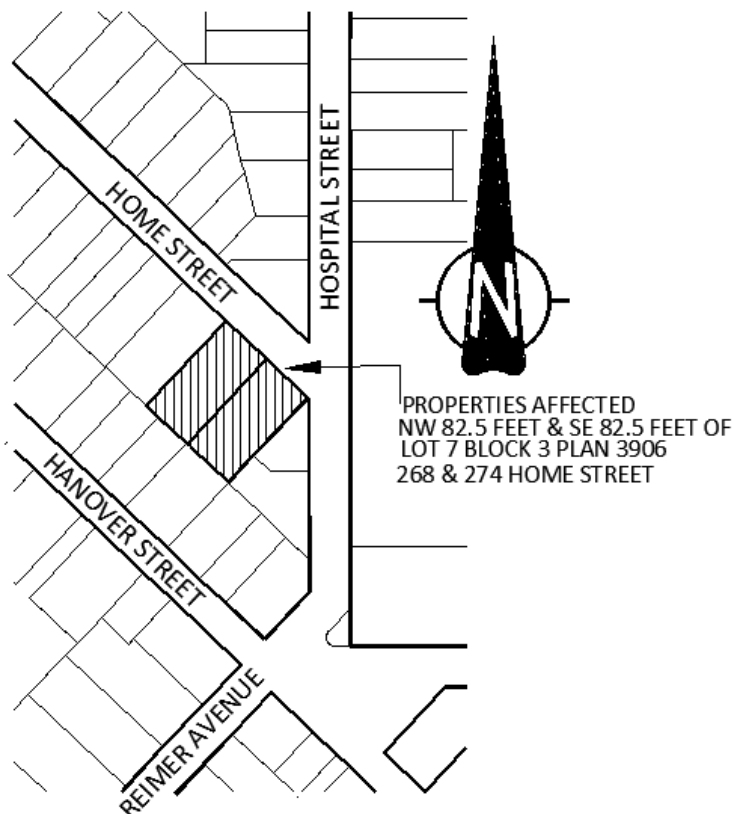 HOME STREET
HOSPITAL STREET
N
PROPERTIES AFFECTED
NW 82.5 FEET & SE 82.5 FEET OF
LOT 7 BLOCK 3 PLAN 3906
268 & 274 HOME STREET
HANOVER STREET
REIMER AVENUE